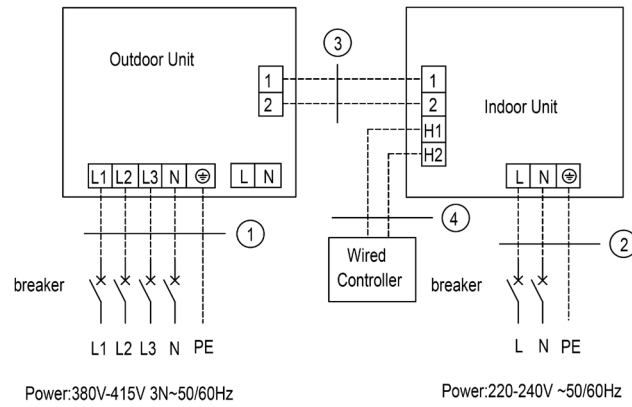 Outdoor Unit
1
2
L1 L2 L3 N
L N
3
1
2
H1
H2
Indoor Unit
L N
1
4
2
Wired
Controller
breaker
L1 L2 L3 N PE
breaker
L N PE
Power:380V-415V 3N~50/60Hz
Power:220-240V ~50/60Hz